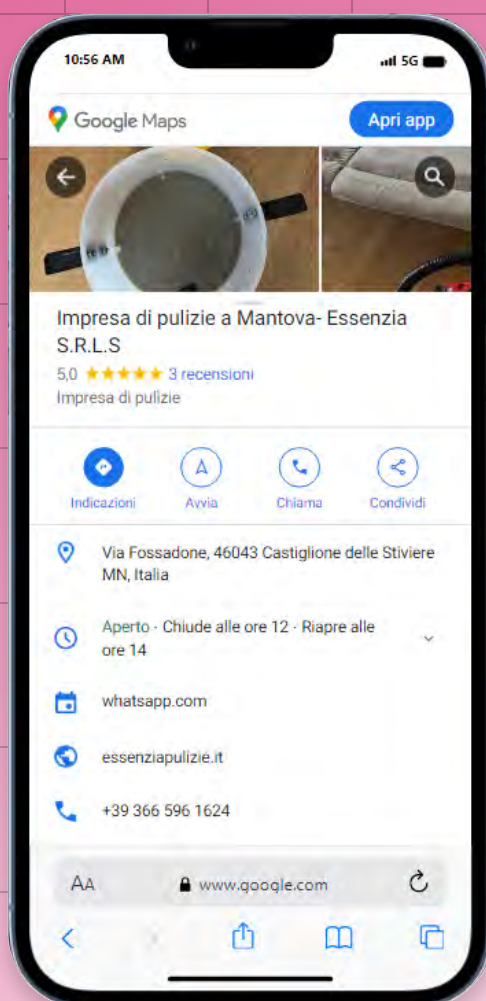 10:56 AM
5G
Google Maps
Apri app
Impresa di pulizie a Mantova- Essenzia
S.R.L.S
5,0 3 recensioni
Impresa di pulizie
Indicazioni
Avvia
Chiama
Condividi
Via Fossadone, 46043 Castiglione delle Stiviere
MN, Italia
Aperto · Chiude alle ore 12 · Riapre alle
ore 14
whatsapp.com
essenziapulizie.it
+39 366 596 1624
AA
www.google.com